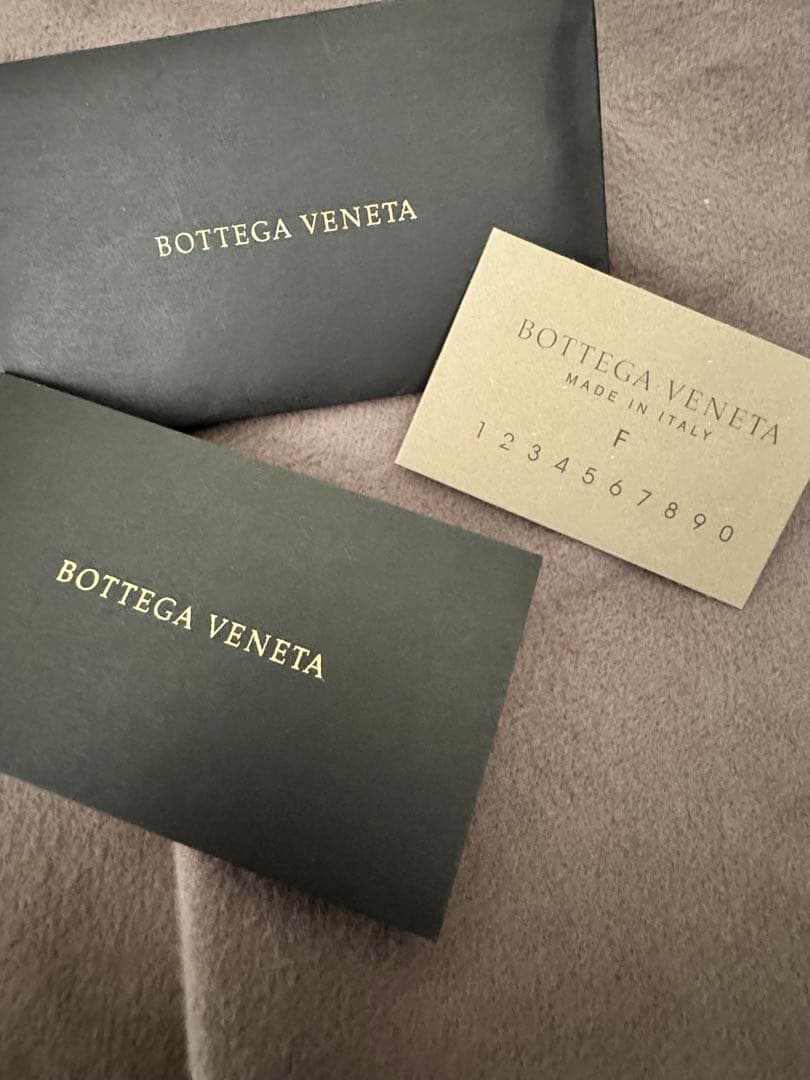 BOTTEGA VENETA
BOTTEGA VENETA
MADE IN ITALY
F
1 2 3 4 5 6 7 8 9 0
BOTTEGA VENETA